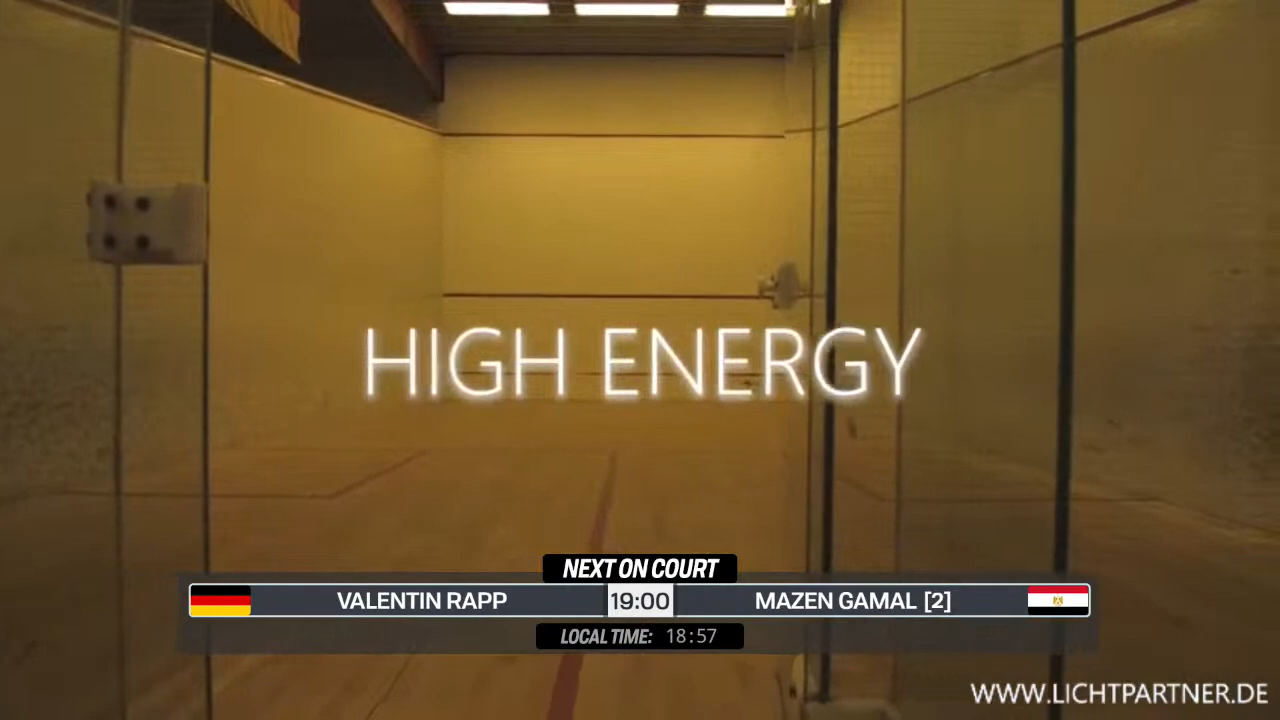 HIGH ENERGY
NEXT ON COURT
VALENTIN RAPP 19:00 MAZEN GAMAL [2]
LOCAL TIME: 18:57
WWW.LICHTPARTNER.DE